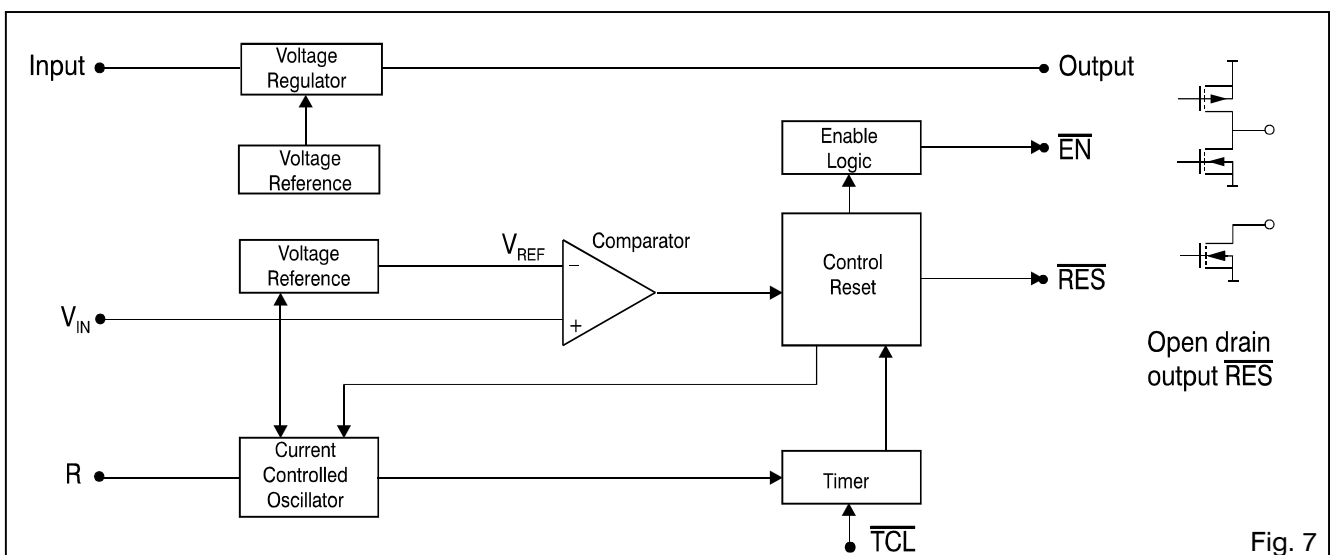 Input
Voltage
Regulator
Output
Voltage
Reference
Enable
Logic
EN
Voltage
Reference
VREF
Comparator
−
+
VIN
Control
Reset
RES
Open drain
output RES
R
Current
Controlled
Oscillator
Timer
TCL
Fig. 7